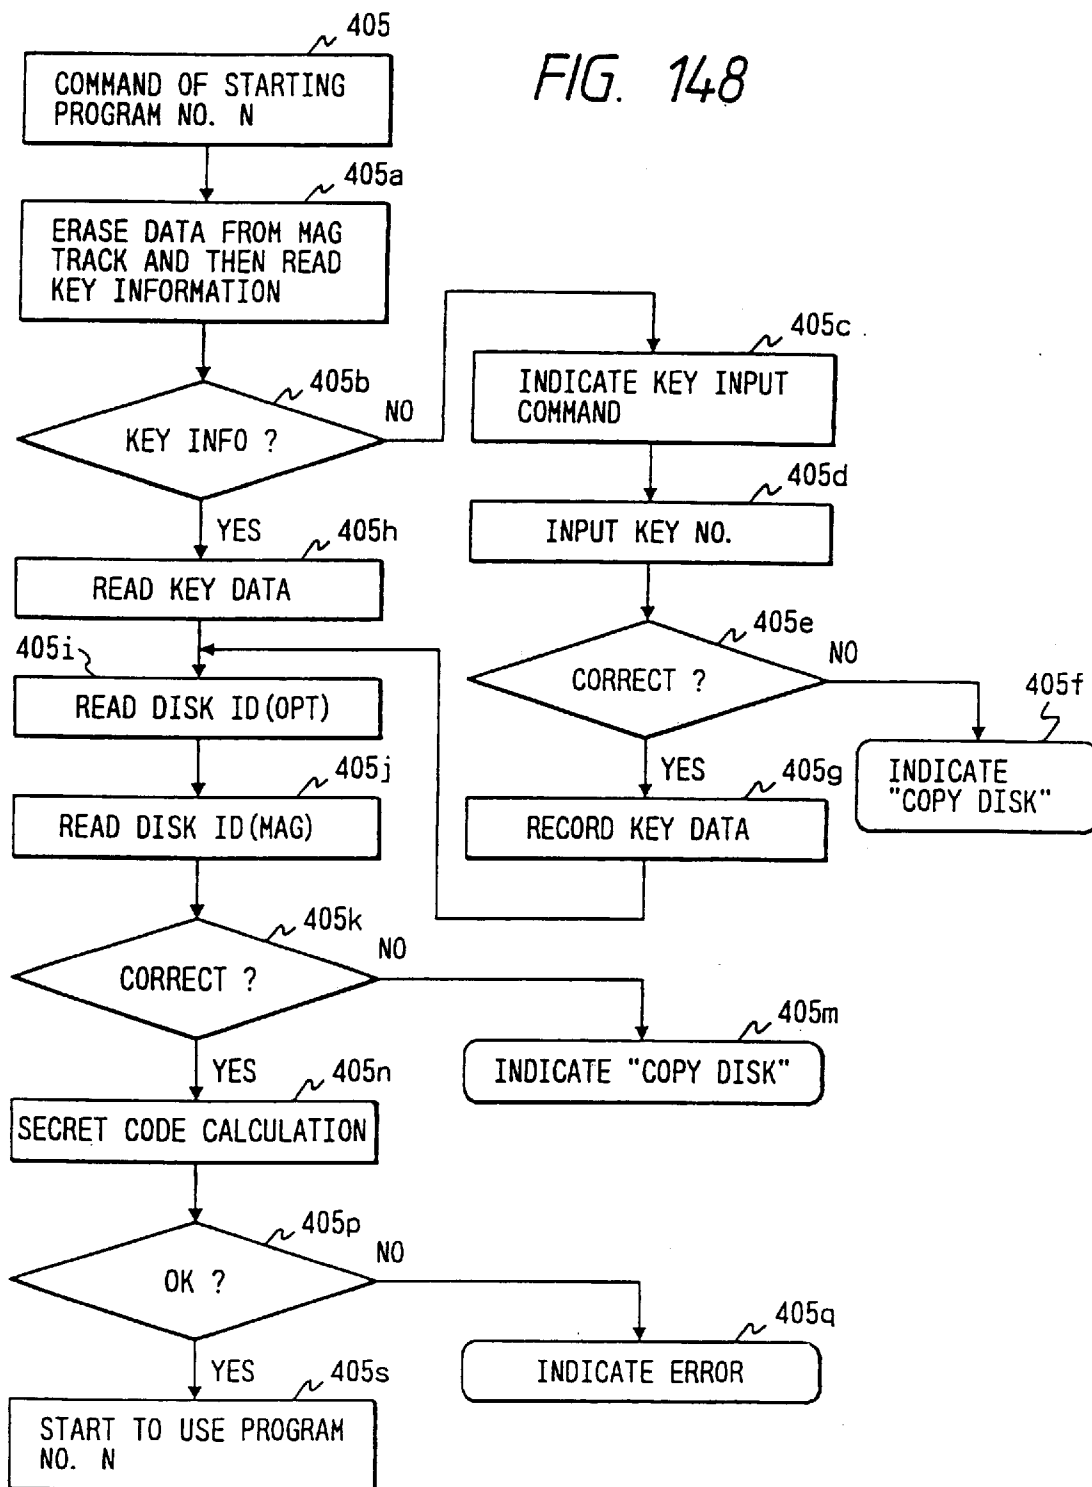 FIG. 148
405
COMMAND OF STARTING
PROGRAM NO. N
405a
ERASE DATA FROM MAG
TRACK AND THEN READ
KEY INFORMATION
405b
KEY INFO ?
NO
YES
405c
INDICATE KEY INPUT
COMMAND
405d
INPUT KEY NO.
405e
CORRECT ?
NO
405f
INDICATE
"COPY DISK"
YES
405g
RECORD KEY DATA
405h
READ KEY DATA
405i
READ DISK ID(OPT)
405j
READ DISK ID(MAG)
405k
CORRECT ?
NO
405m
INDICATE "COPY DISK"
YES
405n
SECRET CODE CALCULATION
405p
OK ?
NO
405q
INDICATE ERROR
YES
405s
START TO USE PROGRAM
NO. N